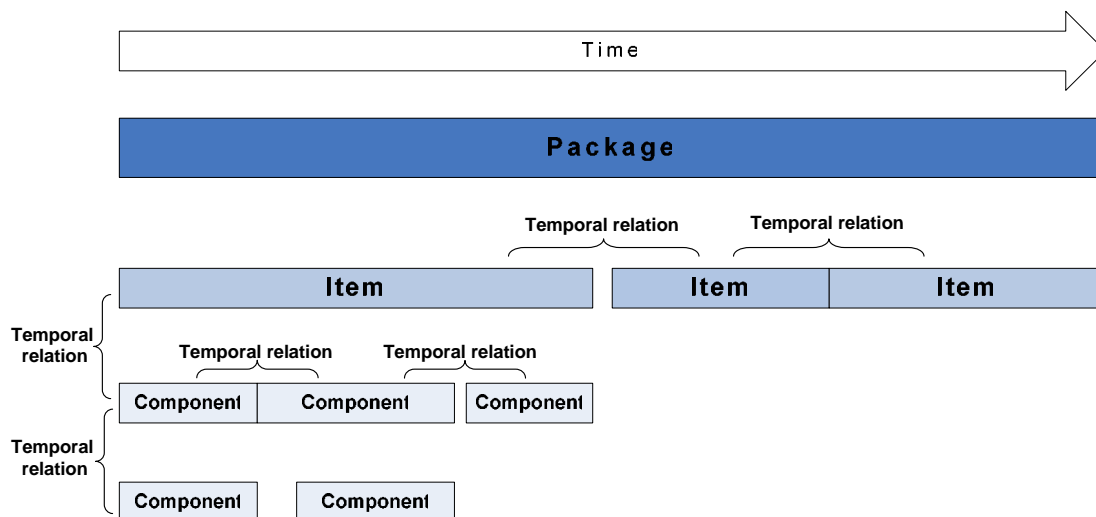 Time
Package
Temporal relation
Temporal relation
Item
Item
Item
Temporal
relation
Temporal relation
Temporal relation
Component
Component
Component
Temporal
relation
Component
Component